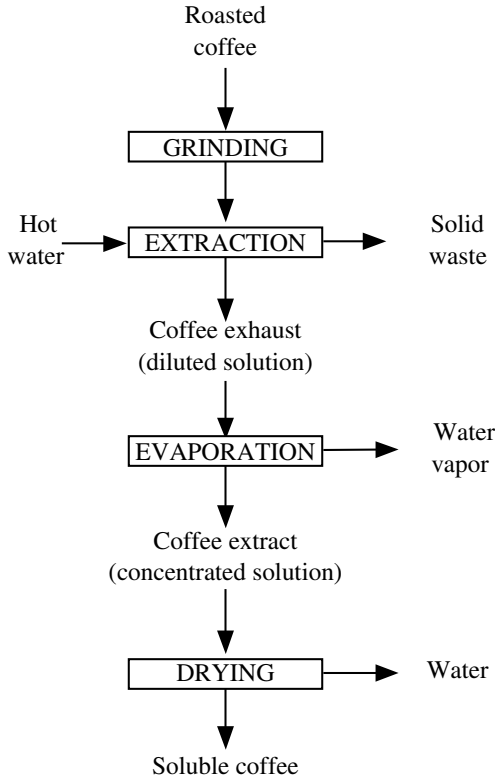 Roasted
coffee
GRINDING
Hot
water
EXTRACTION
Solid
waste
Coffee exhaust
(diluted solution)
EVAPORATION
Water
vapor
Coffee extract
(concentrated solution)
DRYING
Water
Soluble coffee